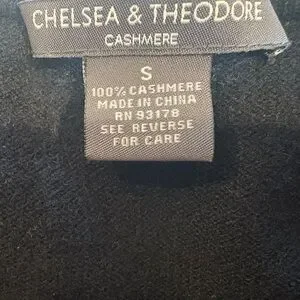 CHELSEA & THEODORE
CASHMERE
S
100% CASHMERE
MADE IN CHINA
RN 93178
SEE REVERSE
FOR CARE